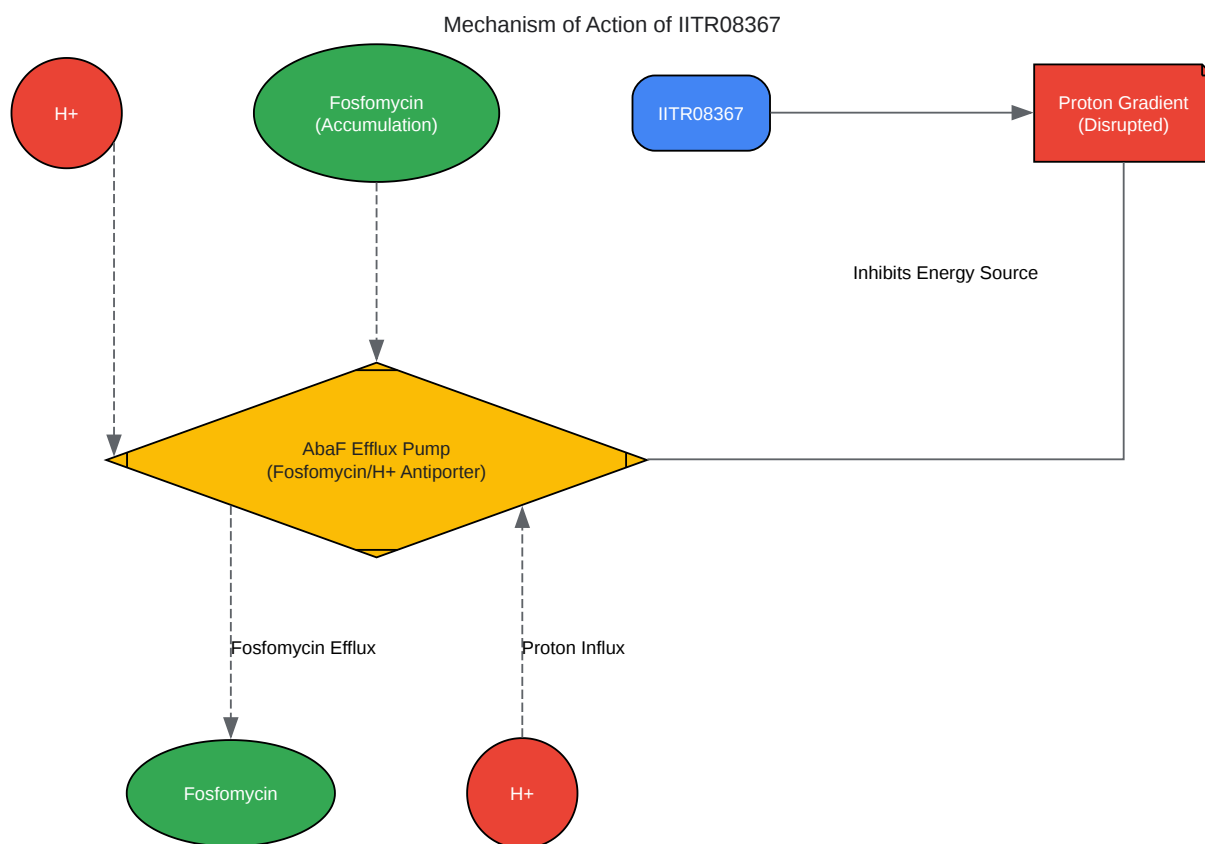 Mechanism of Action of IITR08367
H+
Fosfomycin
(Accumulation)
IITR08367
Proton Gradient
(Disrupted)
Inhibits Energy Source
AbaF Efflux Pump
(Fosfomycin/H+ Antiporter)
Fosfomycin Efflux
Proton Influx
Fosfomycin
H+